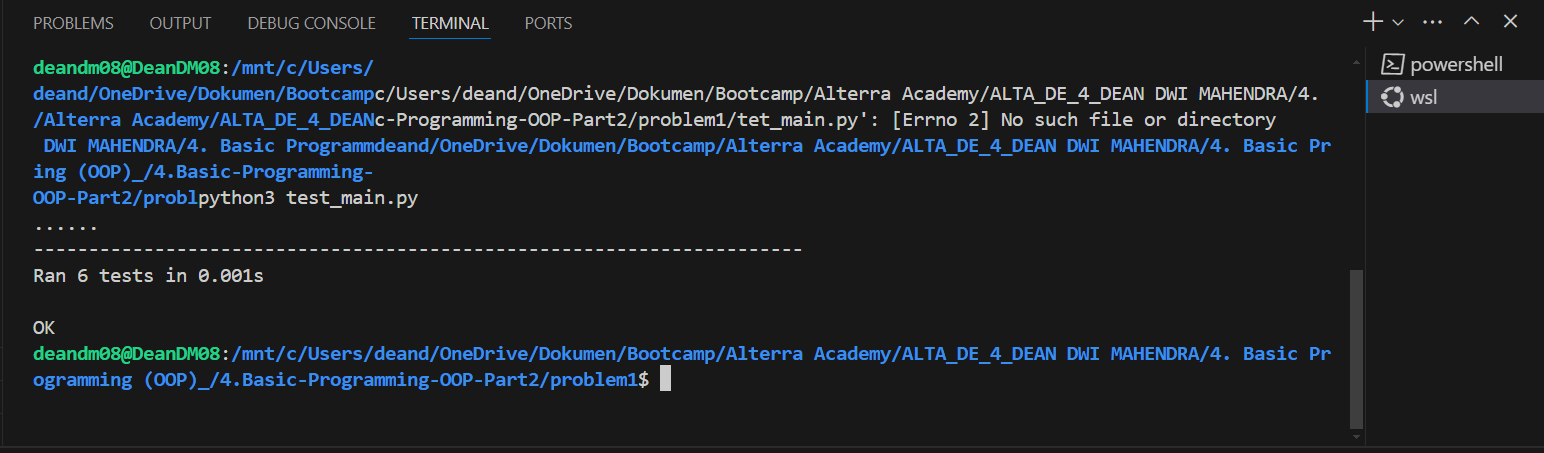 PROBLEMS OUTPUT DEBUG CONSOLE TERMINAL PORTS
deandm08@DeanDM08:/mnt/c/Users/
deand/OneDrive/Dokumen/Bootcampc/Users/deand/OneDrive/Dokumen/Bootcamp/Alterra Academy/ALTA_DE_4_DEAN DWI MAHENDRA/4.
/Alterra Academy/ALTA_DE_4_DEANc-Programming-OOP-Part2/problem1/tet_main.py': [Errno 2] No such file or directory
 DWI MAHENDRA/4. Basic Programmdeand/OneDrive/Dokumen/Bootcamp/Alterra Academy/ALTA_DE_4_DEAN DWI MAHENDRA/4. Basic Pr
ing (OOP)_/4.Basic-Programming-
OOP-Part2/problpython3 test_main.py
......
----------------------------------------------------------------------
Ran 6 tests in 0.001s
OK
deandm08@DeanDM08:/mnt/c/Users/deand/OneDrive/Dokumen/Bootcamp/Alterra Academy/ALTA_DE_4_DEAN DWI MAHENDRA/4. Basic Pr
ogramming (OOP)_/4.Basic-Programming-OOP-Part2/problem1$
powershell
wsl